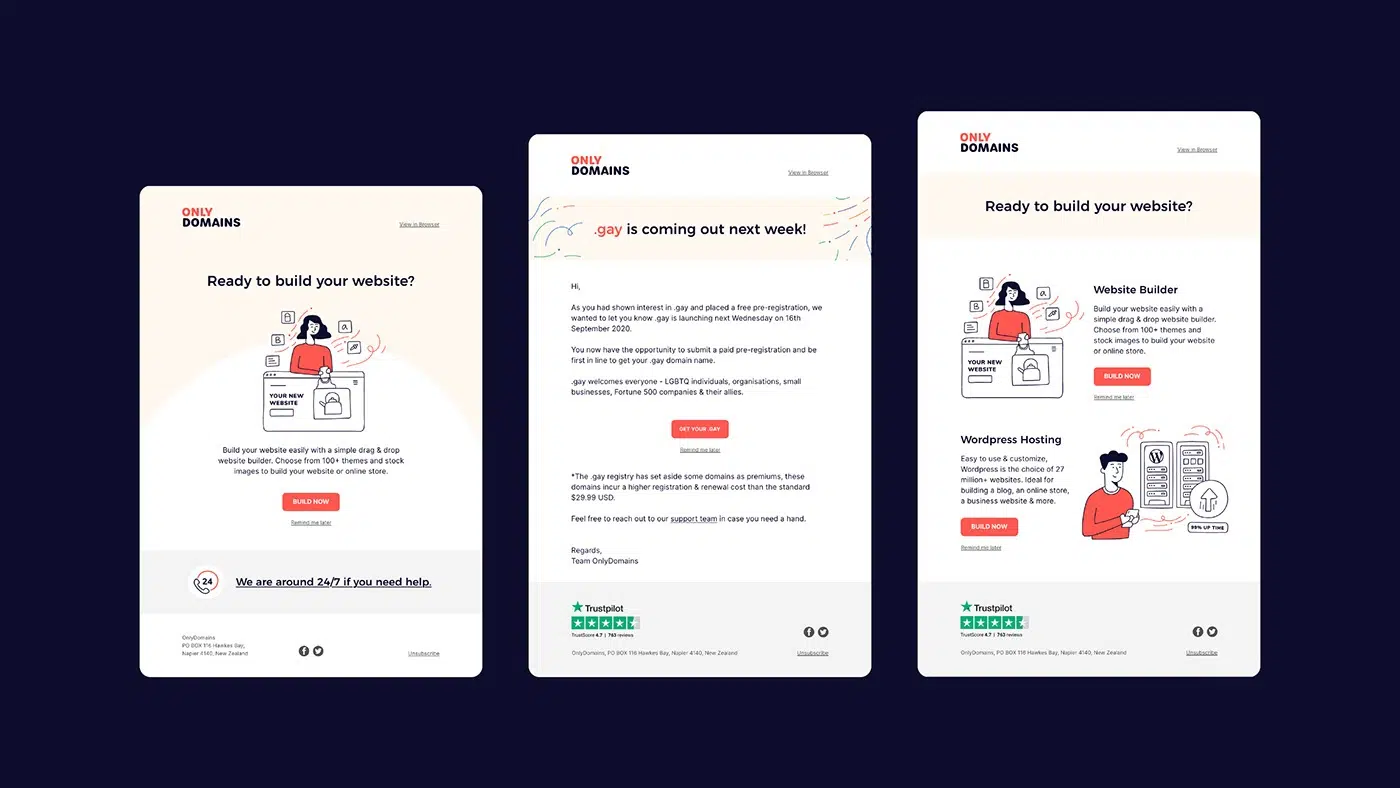 ONLY
DOMAINS
View in Browser
Ready to build your website?
B
a
YOUR NEW
WEBSITE
Build your website easily with a simple drag & drop
website builder. Choose from 100+ themes and stock
images to build your website or online store.
BUILD NOW
Remind me later
24
We are around 24/7 if you need help.
OnlyDomains
PO BOX 116 Hawkes Bay,
Napier 4140, New Zealand
Unsubscribe
ONLY
DOMAINS
View in Browser
.gay is coming out next week!
Hi,
As you had shown interest in .gay and placed a free pre-registration, we
wanted to let you know .gay is launching next Wednesday on 16th
September 2020.
You now have the opportunity to submit a paid pre-registration and be
first in line to get your .gay domain name.
.gay welcomes everyone - LGBTQ individuals, organisations, small
businesses, Fortune 500 companies & their allies.
GET YOUR .GAY
Remind me later
*The .gay registry has set aside some domains as premiums, these
domains incur a higher registration & renewal cost than the standard
$29.99 USD.
Feel free to reach out to our support team in case you need a hand.
Regards,
Team OnlyDomains
Trustpilot
TrustScore 4.7 | 763 reviews
OnlyDomains, PO BOX 116 Hawkes Bay, Napier 4140, New Zealand
Unsubscribe
ONLY
DOMAINS
View in Browser
Ready to build your website?
B
a
YOUR NEW
WEBSITE
Website Builder
Build your website easily with a
simple drag & drop website builder.
Choose from 100+ themes and
stock images to build your website
or online store.
BUILD NOW
Remind me later
Wordpress Hosting
Easy to use & customize,
Wordpress is the choice of 27
million+ websites. Ideal for
building a blog, an online store,
a business website & more.
BUILD NOW
Remind me later
W
99% UP TIME
Trustpilot
TrustScore 4.7 | 763 reviews
OnlyDomains, PO BOX 116 Hawkes Bay, Napier 4140, New Zealand
Unsubscribe